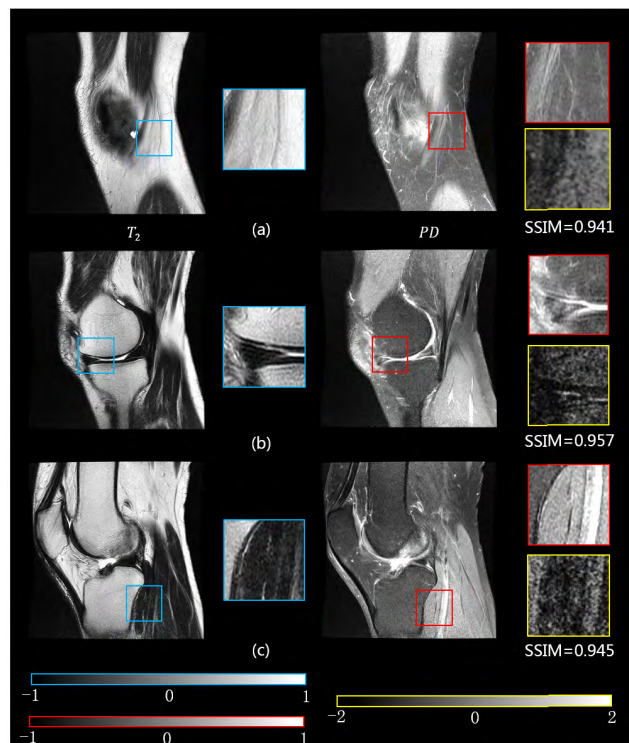 SSIM=0.941
T₂
(a)
PD
SSIM=0.957
(b)
SSIM=0.945
(c)
−1 0 1
−2 0 2
−1 0 1